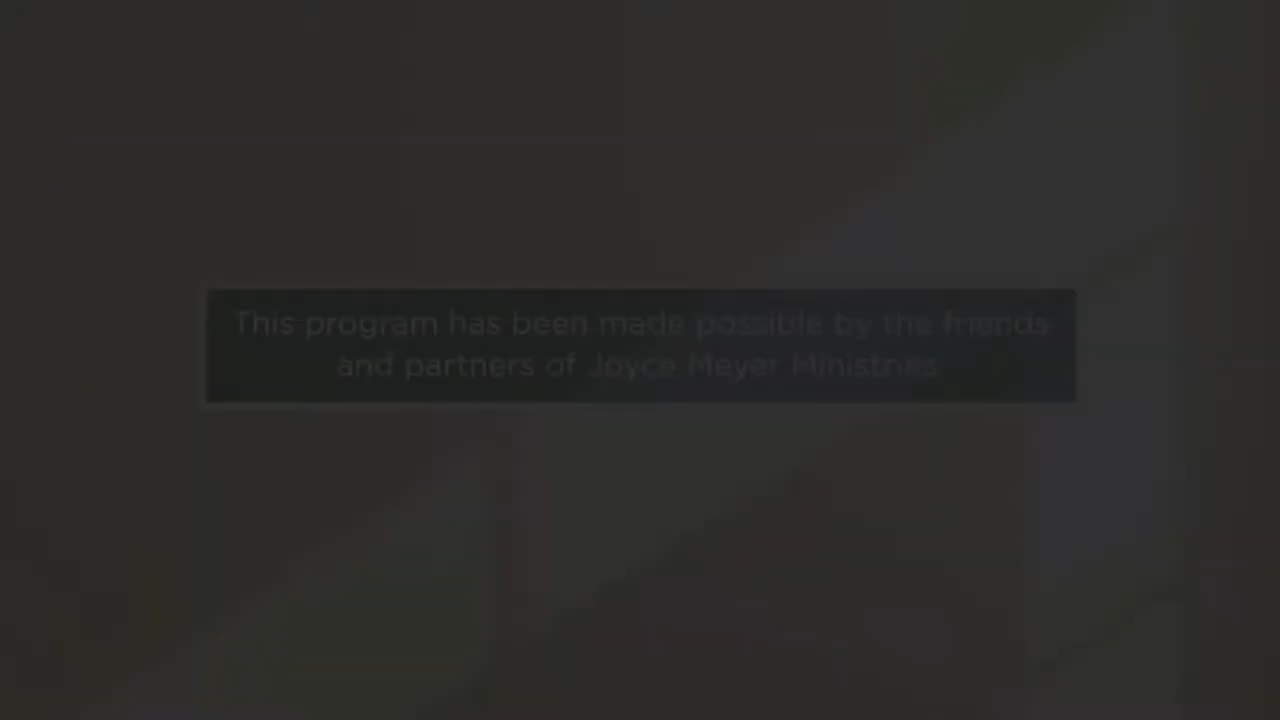 This program has been made possible by the friends
and partners of Joyce Meyer Ministries